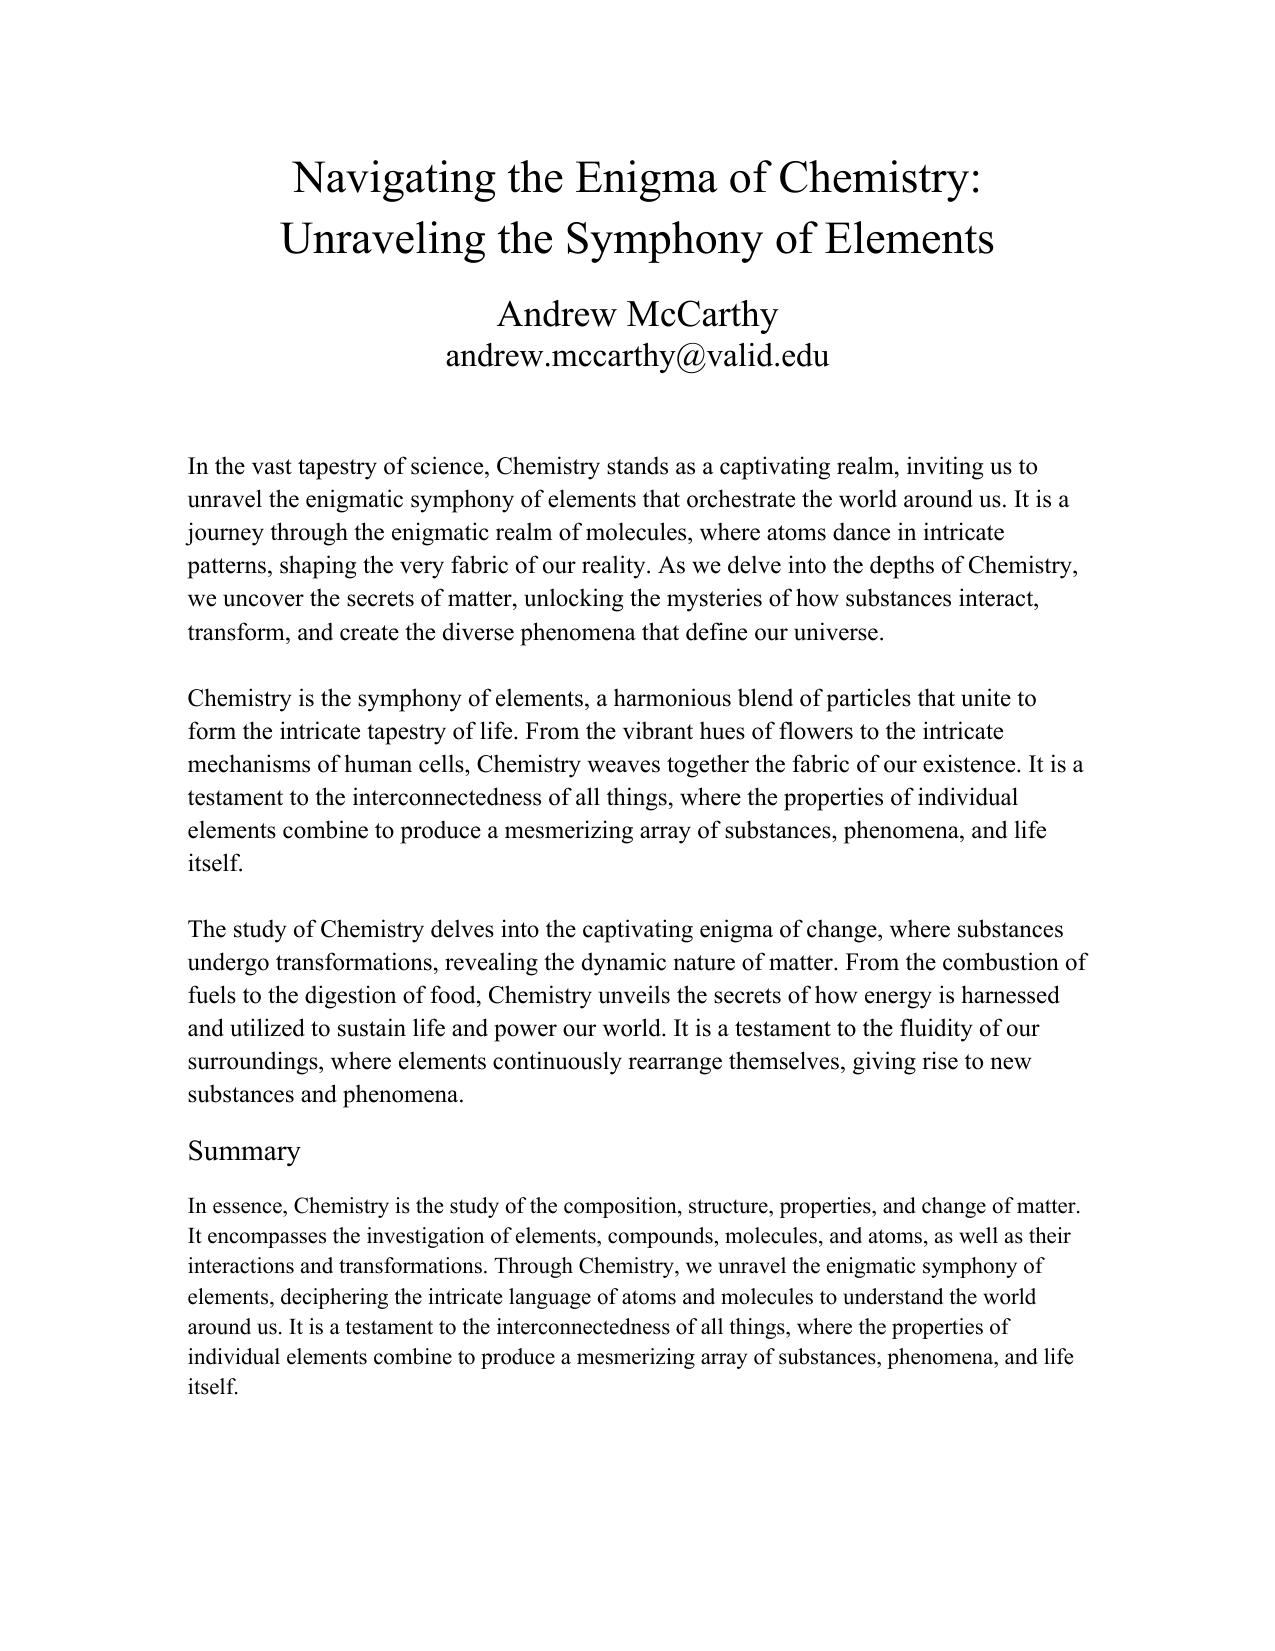 Navigating the Enigma of Chemistry:
Unraveling the Symphony of Elements
Andrew McCarthy
andrew.mccarthy@valid.edu
In the vast tapestry of science, Chemistry stands as a captivating realm, inviting us to
unravel the enigmatic symphony of elements that orchestrate the world around us. It is a
journey through the enigmatic realm of molecules, where atoms dance in intricate
patterns, shaping the very fabric of our reality. As we delve into the depths of Chemistry,
we uncover the secrets of matter, unlocking the mysteries of how substances interact,
transform, and create the diverse phenomena that define our universe.
Chemistry is the symphony of elements, a harmonious blend of particles that unite to
form the intricate tapestry of life. From the vibrant hues of flowers to the intricate
mechanisms of human cells, Chemistry weaves together the fabric of our existence. It is a
testament to the interconnectedness of all things, where the properties of individual
elements combine to produce a mesmerizing array of substances, phenomena, and life
itself.
The study of Chemistry delves into the captivating enigma of change, where substances
undergo transformations, revealing the dynamic nature of matter. From the combustion of
fuels to the digestion of food, Chemistry unveils the secrets of how energy is harnessed
and utilized to sustain life and power our world. It is a testament to the fluidity of our
surroundings, where elements continuously rearrange themselves, giving rise to new
substances and phenomena.
Summary
In essence, Chemistry is the study of the composition, structure, properties, and change of matter.
It encompasses the investigation of elements, compounds, molecules, and atoms, as well as their
interactions and transformations. Through Chemistry, we unravel the enigmatic symphony of
elements, deciphering the intricate language of atoms and molecules to understand the world
around us. It is a testament to the interconnectedness of all things, where the properties of
individual elements combine to produce a mesmerizing array of substances, phenomena, and life
itself.